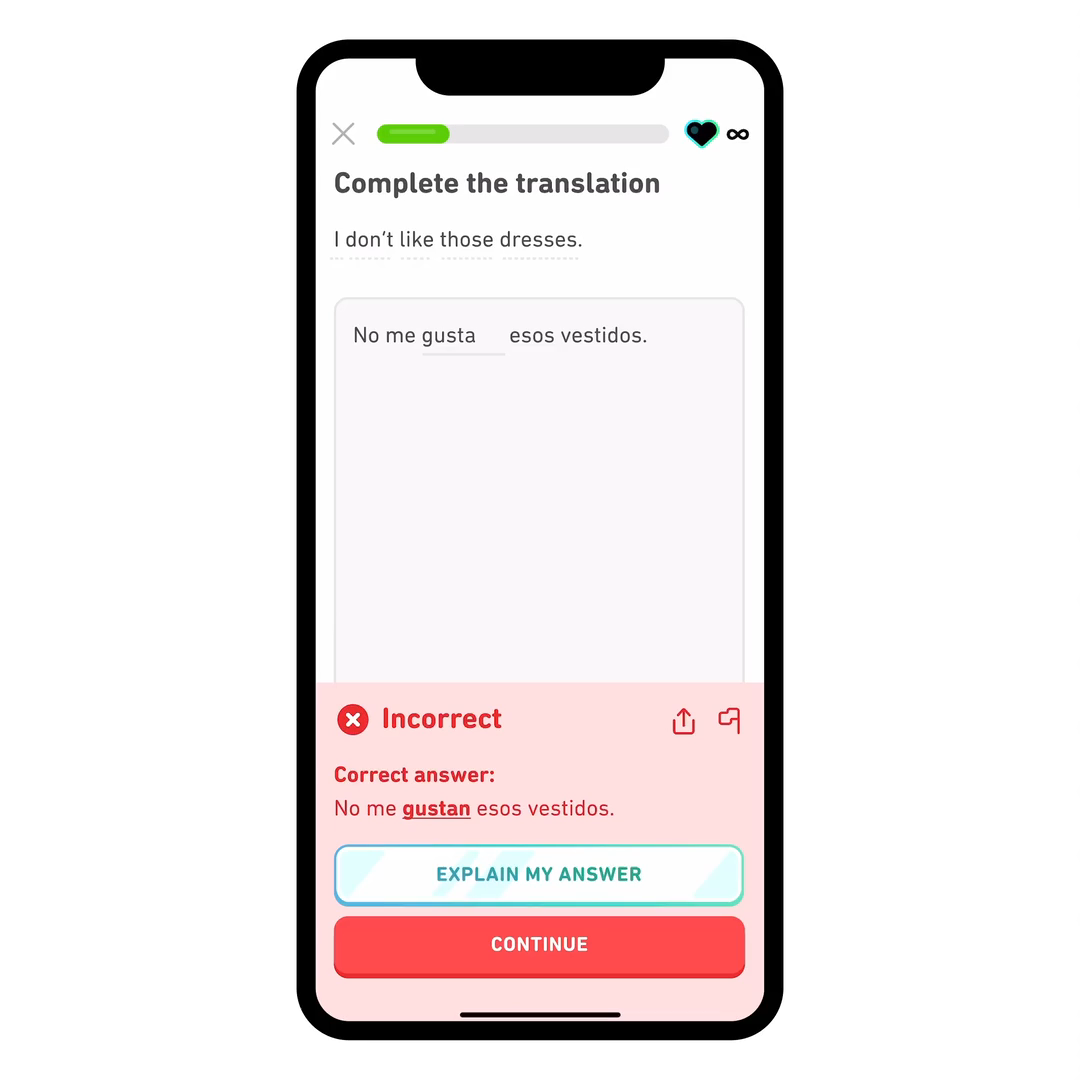 Complete the translation
I don’t like those dresses.
No me gusta esos vestidos.
Incorrect
Correct answer:
No me gustan esos vestidos.
EXPLAIN MY ANSWER
CONTINUE